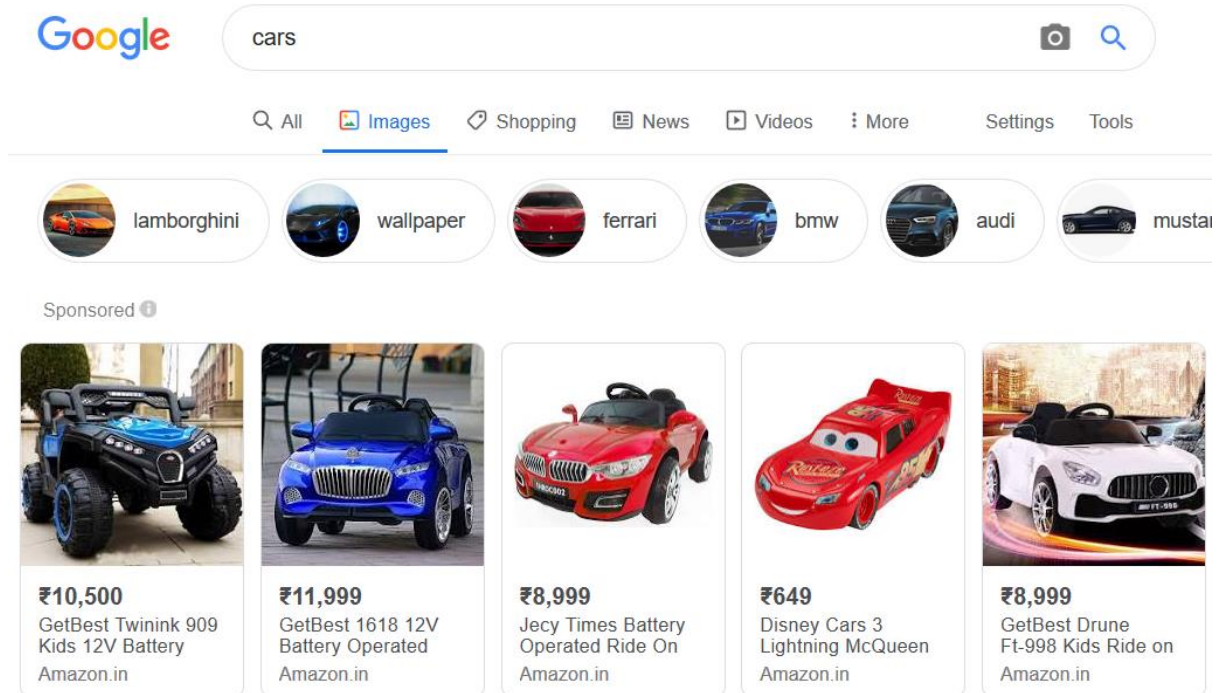 Google
cars
All Images Shopping News Videos More Settings Tools
lamborghini wallpaper ferrari bmw audi mustan
Sponsored
₹10,500
GetBest Twinink 909
Kids 12V Battery
Amazon.in
₹11,999
GetBest 1618 12V
Battery Operated
Amazon.in
₹8,999
Jecy Times Battery
Operated Ride On
Amazon.in
₹649
Disney Cars 3
Lightning McQueen
Amazon.in
₹8,999
GetBest Drune
Ft-998 Kids Ride on
Amazon.in